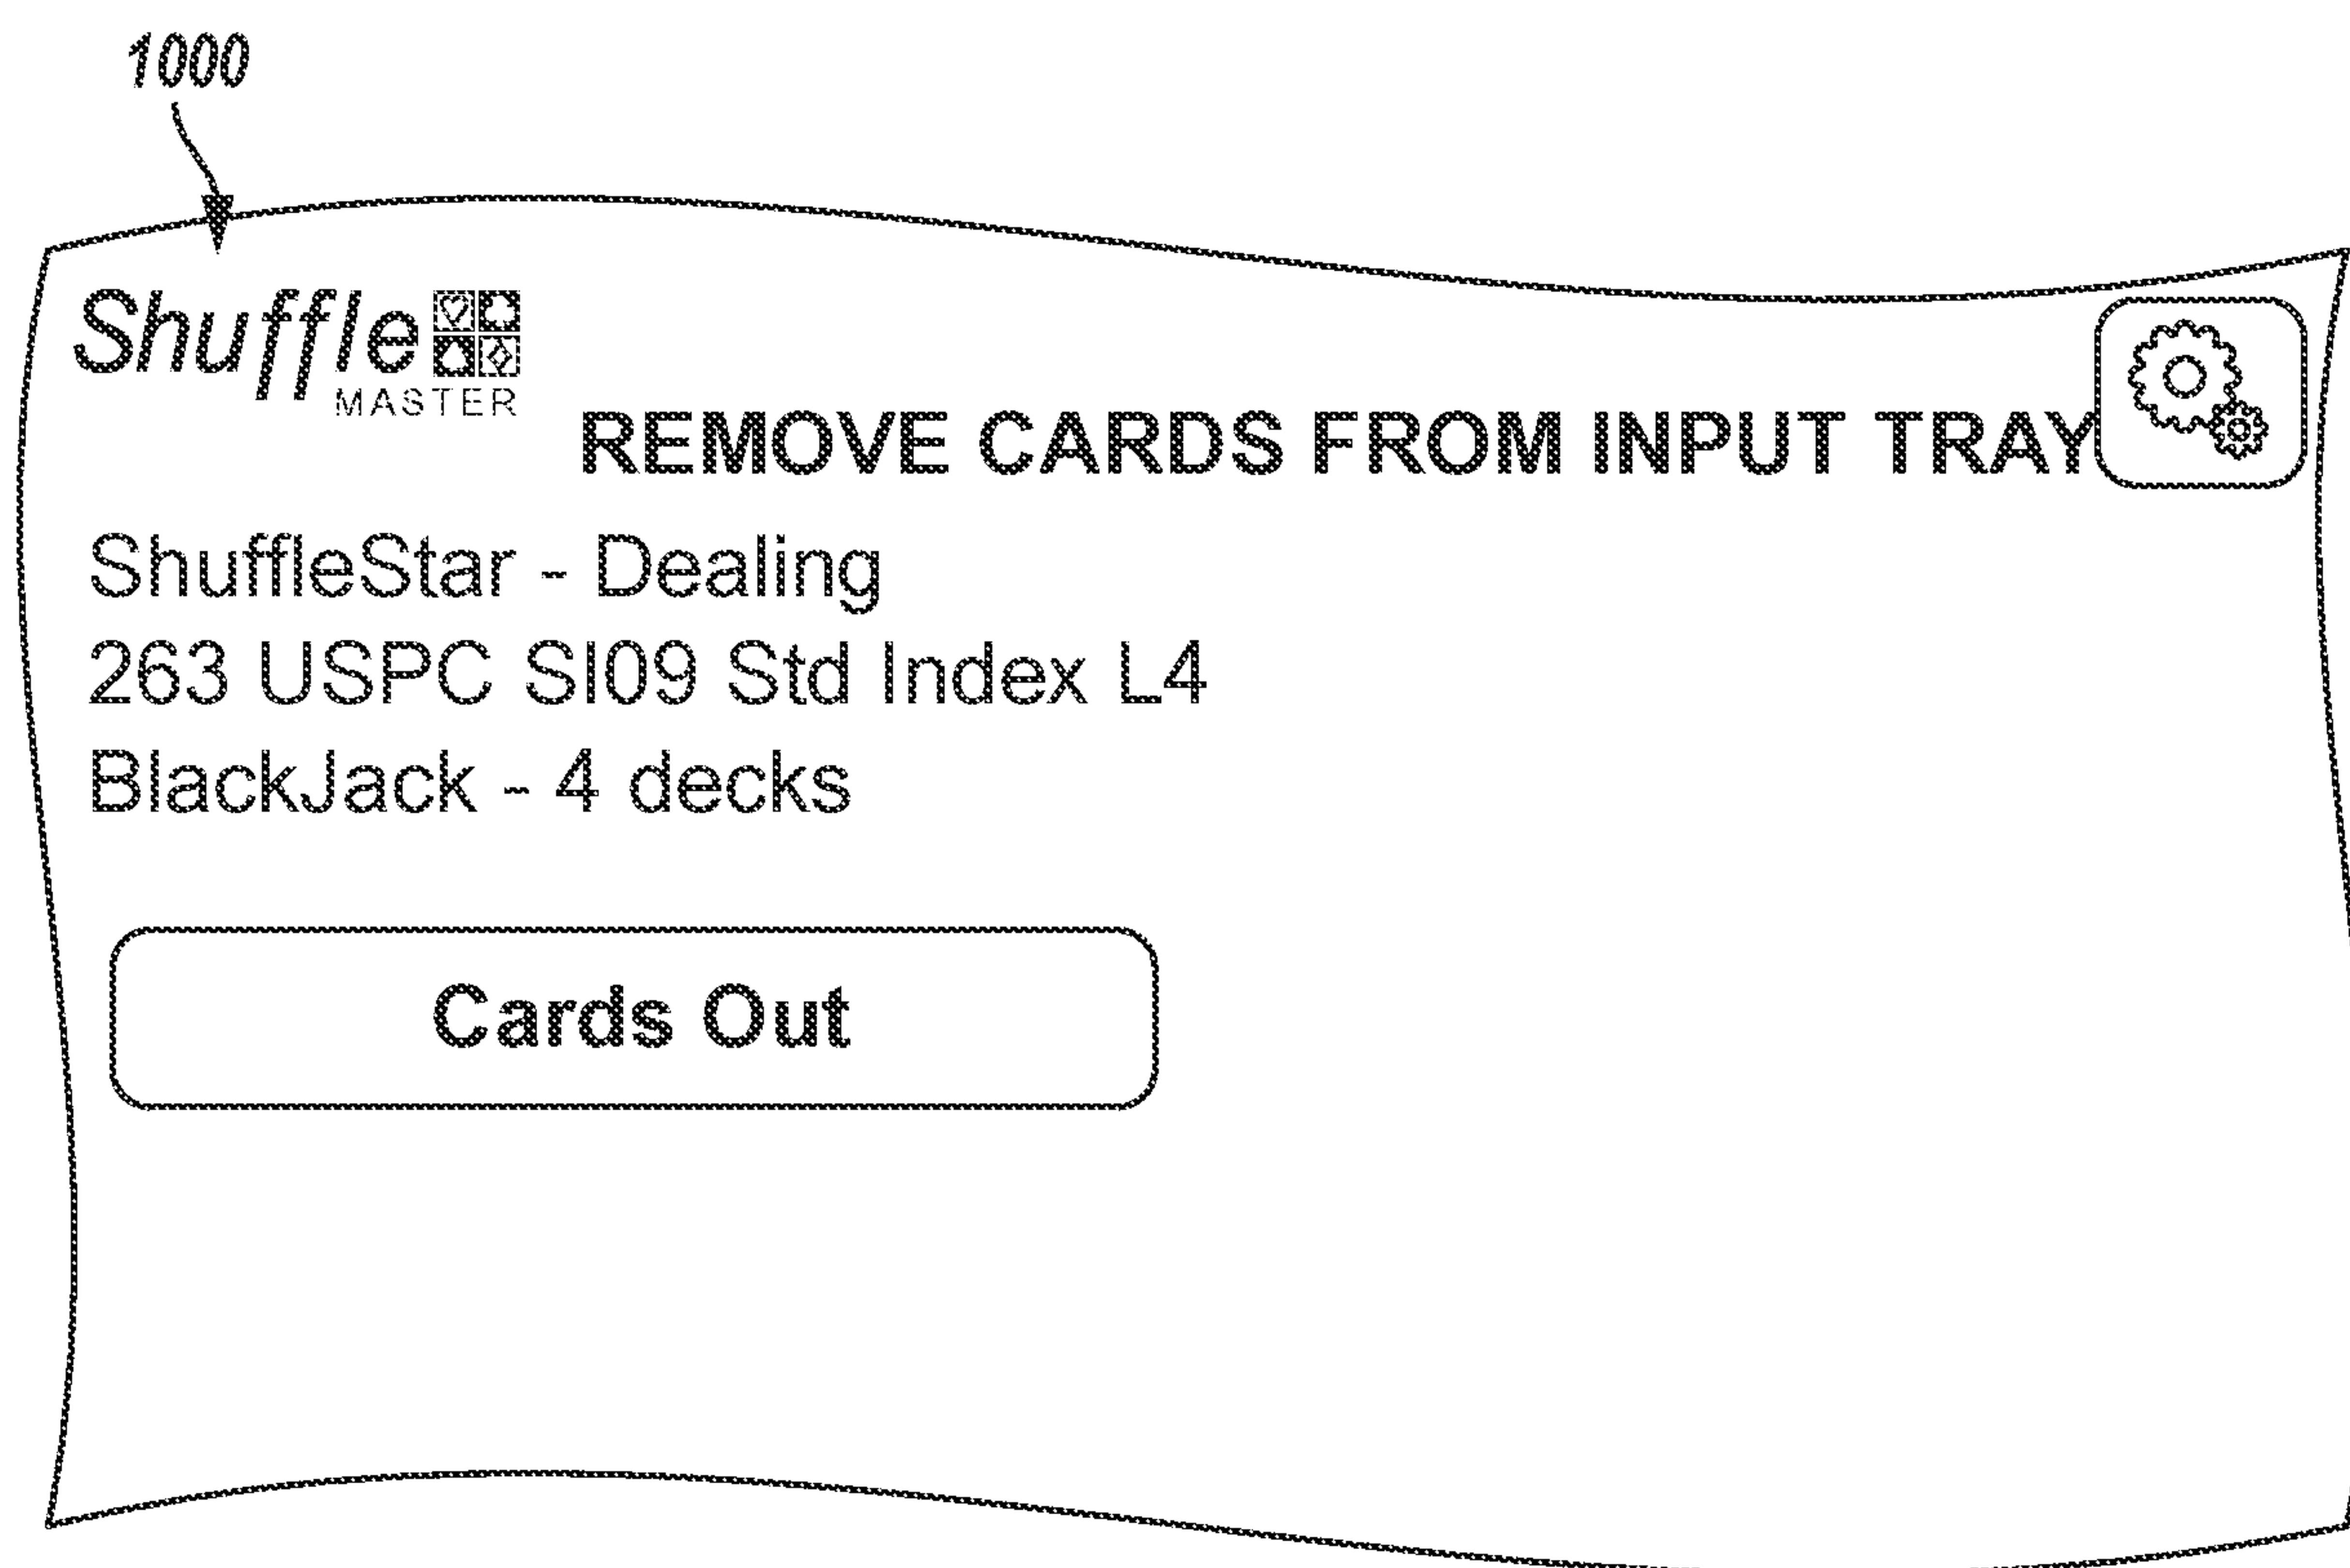 1000
Shuffle
MASTER
REMOVE CARDS FROM INPUT TRAY
ShuffleStar - Dealing
263 USPC SI09 Std Index L4
BlackJack - 4 decks
Cards Out